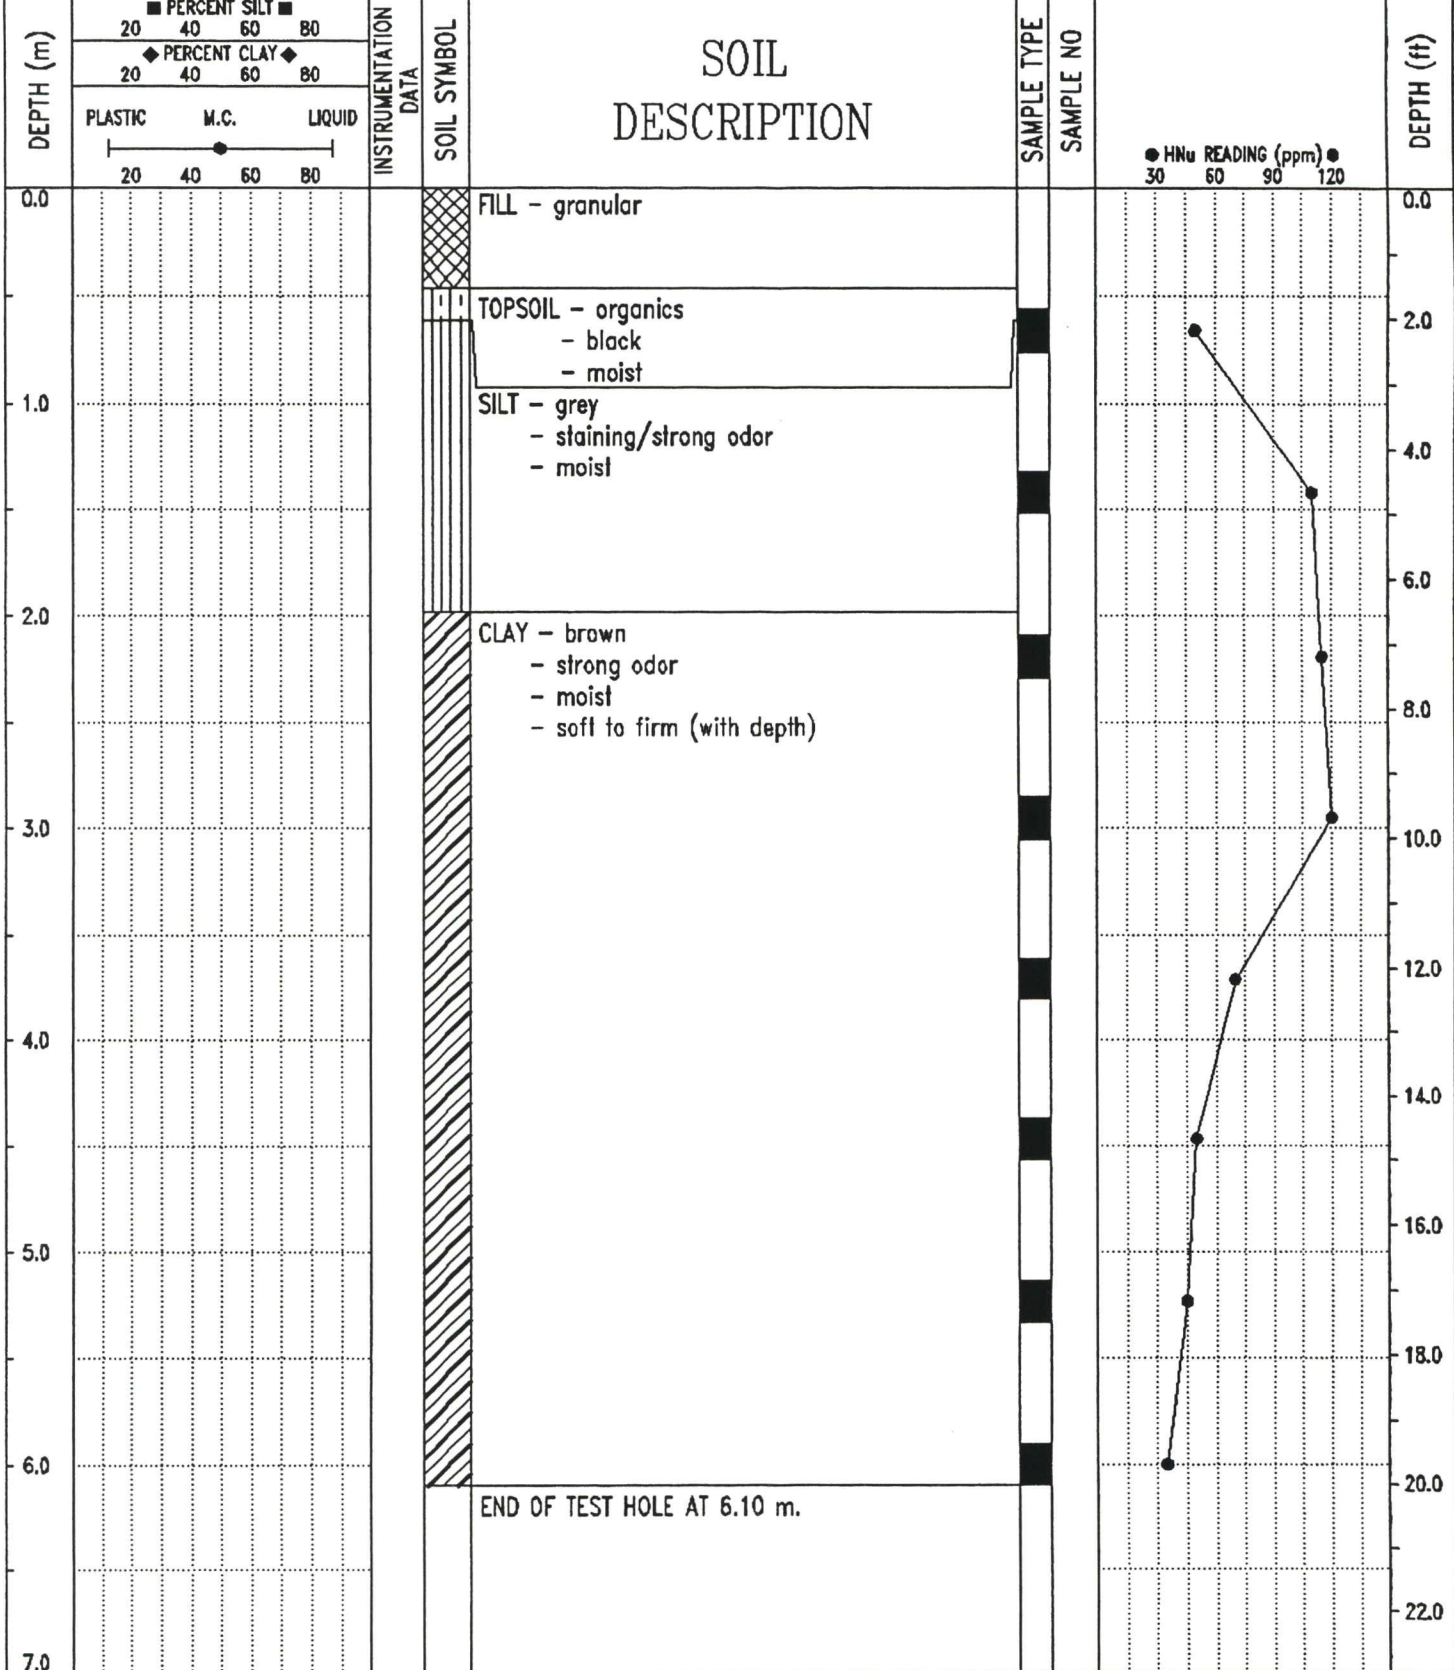 ■ PERCENT SILT ■
20 40 60 80
◆ PERCENT CLAY ◆
20 40 60 80
PLASTIC M.C. LIQUID
20 40 60 80
DEPTH (m)
INSTRUMENTATION
DATA
SOIL SYMBOL
SOIL
DESCRIPTION
SAMPLE TYPE
SAMPLE NO
● HNu READING (ppm) ●
30 60 90 120
DEPTH (ft)
0.0
1.0
2.0
3.0
4.0
5.0
6.0
7.0
FILL – granular
TOPSOIL – organics
– black
– moist
SILT – grey
– staining/strong odor
– moist
CLAY – brown
– strong odor
– moist
– soft to firm (with depth)
END OF TEST HOLE AT 6.10 m.
0.0
2.0
4.0
6.0
8.0
10.0
12.0
14.0
16.0
18.0
20.0
22.0